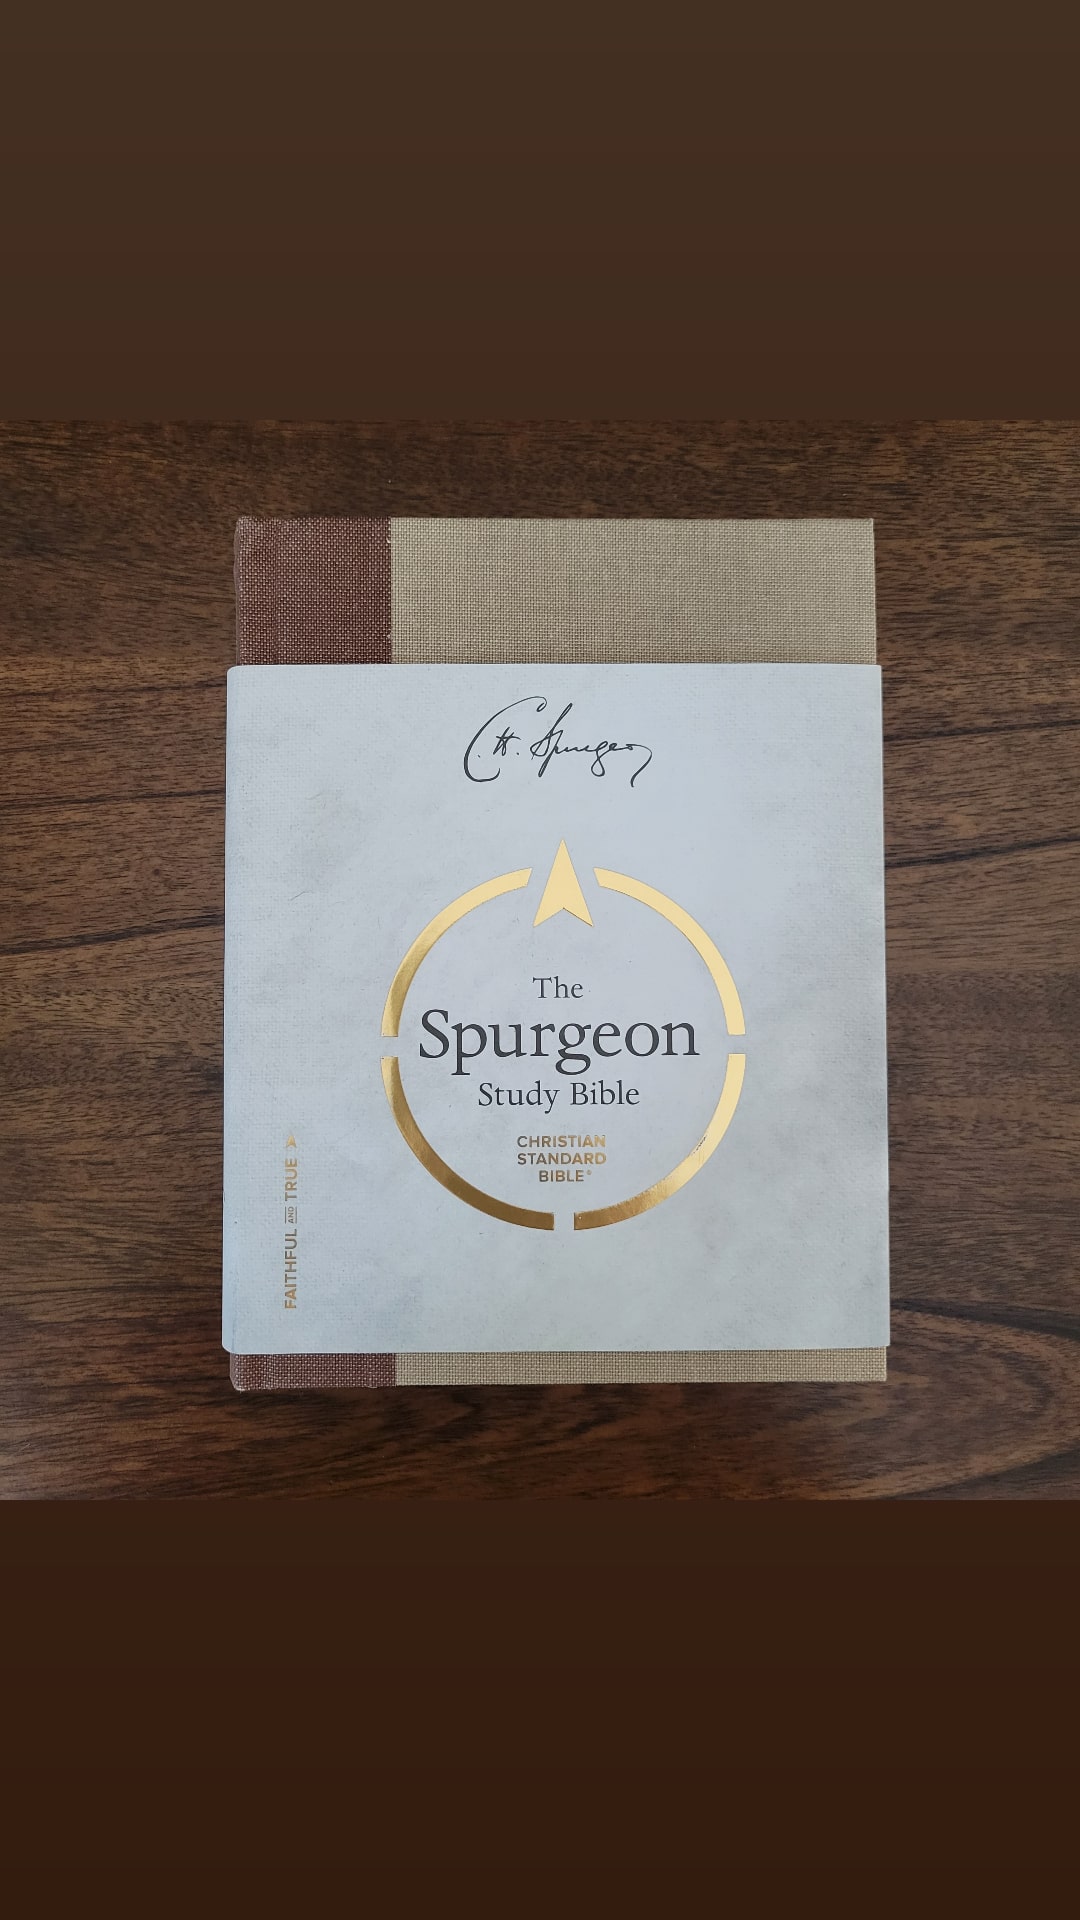 C. H. Spurgeon
The
Spurgeon
Study Bible
CHRISTIAN
STANDARD
BIBLE®
FAITHFUL AND TRUE